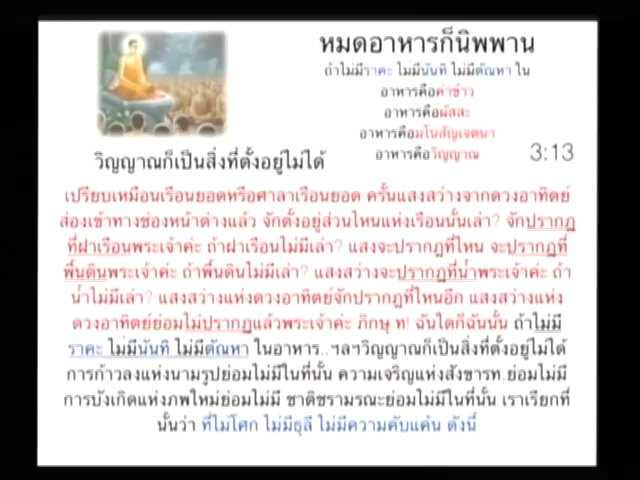 หมดอาหารก็นิพพาน
ถ้าไม่มีราคะ ไม่มีนันทิ ไม่มีตัณหา ใน
อาหารคือคำข้าว
อาหารคือผัสสะ
อาหารคือมโนสัญเจตนา
อาหารคือวิญญาณ
3:13
วิญญาณก็เป็นสิ่งที่ตั้งอยู่ไม่ได้
เปรียบเหมือนเรือนยอดหรือศาลาเรือนยอด ครั้นแสงสว่างจากดวงอาทิตย์
ส่องเข้าทางช่องหน้าต่างแล้ว จักตั้งอยู่ส่วนไหนแห่งเรือนนั้นเล่า? จักปรากฏ
ที่ฝาเรือนพระเจ้าค่ะ ถ้าฝาเรือนไม่มีเล่า? แสงจะปรากฎที่ไหน จะปรากฏที่
พื้นดินพระเจ้าค่ะ ถ้าพื้นดินไม่มีเล่า? แสงสว่างจะปรากฏที่น้ำพระเจ้าค่ะ ถ้า
น้ำไม่มีเล่า? แสงสว่างแห่งดวงอาทิตย์จักปรากฏที่ไหนอีก แสงสว่างแห่ง
ดวงอาทิตย์ย่อมไม่ปรากฏแล้วพระเจ้าค่ะ ภิกษุ ท! ฉันใดก็ฉันนั้น ถ้าไม่มี
ราคะ ไม่มีนันทิ ไม่มีตัณหา ในอาหาร..ฯลฯวิญญาณก็เป็นสิ่งที่ตั้งอยู่ไม่ได้
การก้าวลงแห่งนามรูปย่อมไม่มีในที่นั้น ความเจริญแห่งสังขารท.ย่อมไม่มี
การบังเกิดแห่งภพใหม่ย่อมไม่มี ชาติชรามรณะย่อมไม่มีในที่นั้น เราเรียกที่
นั้นว่า ที่ไม่โศก ไม่มีธุลี ไม่มีความคับแค้น ดังนี้